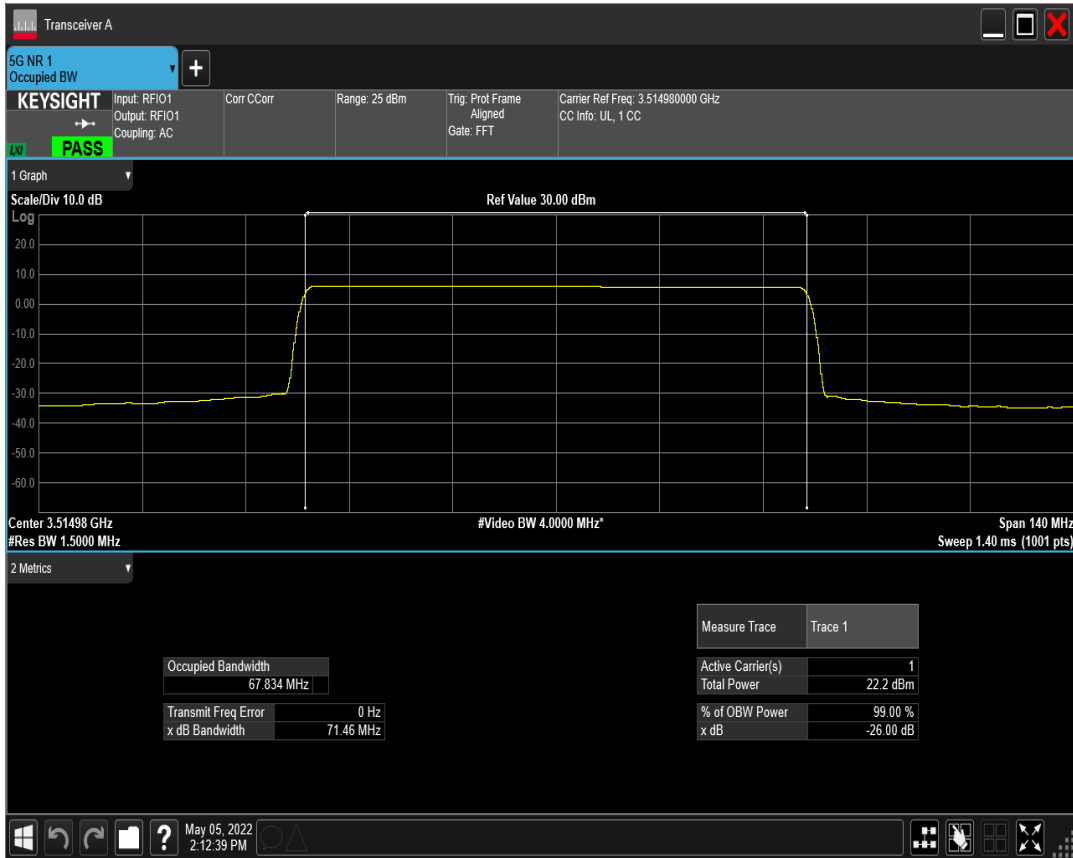 Transceiver A
5G NR 1
Occupied BW
+
KEYSIGHT
LXI
PASS
Input: RFIO1
Output: RFIO1
Coupling: AC
Corr CCorr
Range: 25 dBm
Trig: Prot Frame
Aligned
Gate: FFT
Carrier Ref Freq: 3.514980000 GHz
CC Info: UL, 1 CC
1 Graph
Scale/Div 10.0 dB
Ref Value 30.00 dBm
Log
20.0
10.0
0.00
-10.0
-20.0
-30.0
-40.0
-50.0
-60.0
Center 3.51498 GHz
#Video BW 4.0000 MHz*
Span 140 MHz
#Res BW 1.5000 MHz
Sweep 1.40 ms (1001 pts)
2 Metrics
Measure Trace Trace 1
Occupied Bandwidth
67.834 MHz
Active Carrier(s) 1
Total Power 22.2 dBm
Transmit Freq Error 0 Hz
x dB Bandwidth 71.46 MHz
% of OBW Power 99.00 %
x dB -26.00 dB
?
May 05, 2022
2:12:39 PM